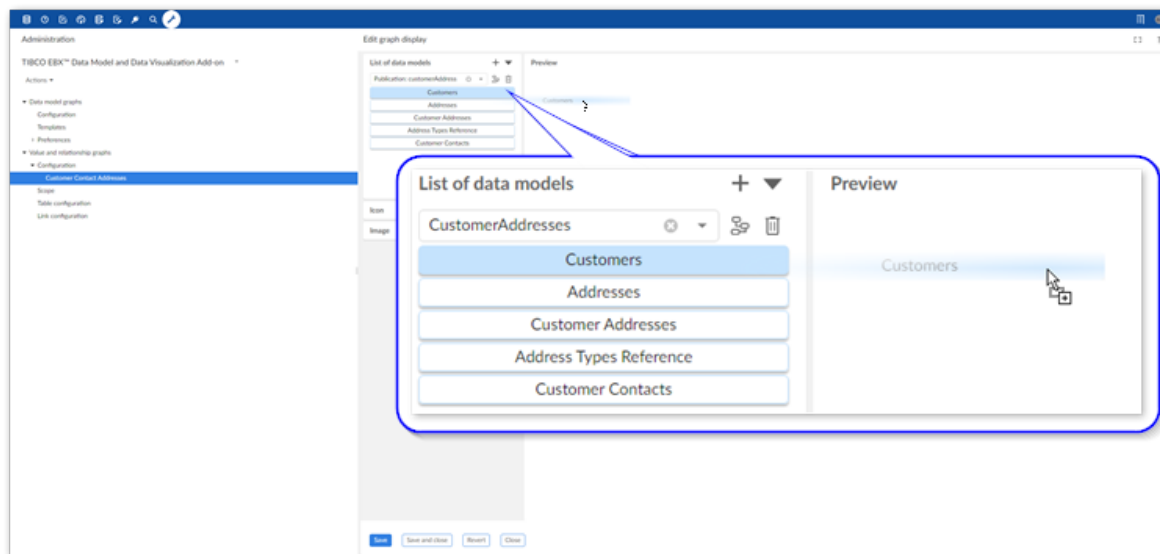 Administration
Edit graph display
TIBCO EBX™ Data Model and Data Visualization Add-on
Actions
Data model graphs
Configuration
Templates
Preferences
Value and relationship graphs
Configuration
Customer Contact Addresses
Scope
Table configuration
Link configuration
List of data models
Preview
Publication: customerAddress
Customers
Addresses
Customer Addresses
Address Types Reference
Customer Contacts
Customers
Icon
Image
List of data models
Preview
CustomerAddresses
Customers
Addresses
Customer Addresses
Address Types Reference
Customer Contacts
Customers
Save
Save and close
Revert
Close